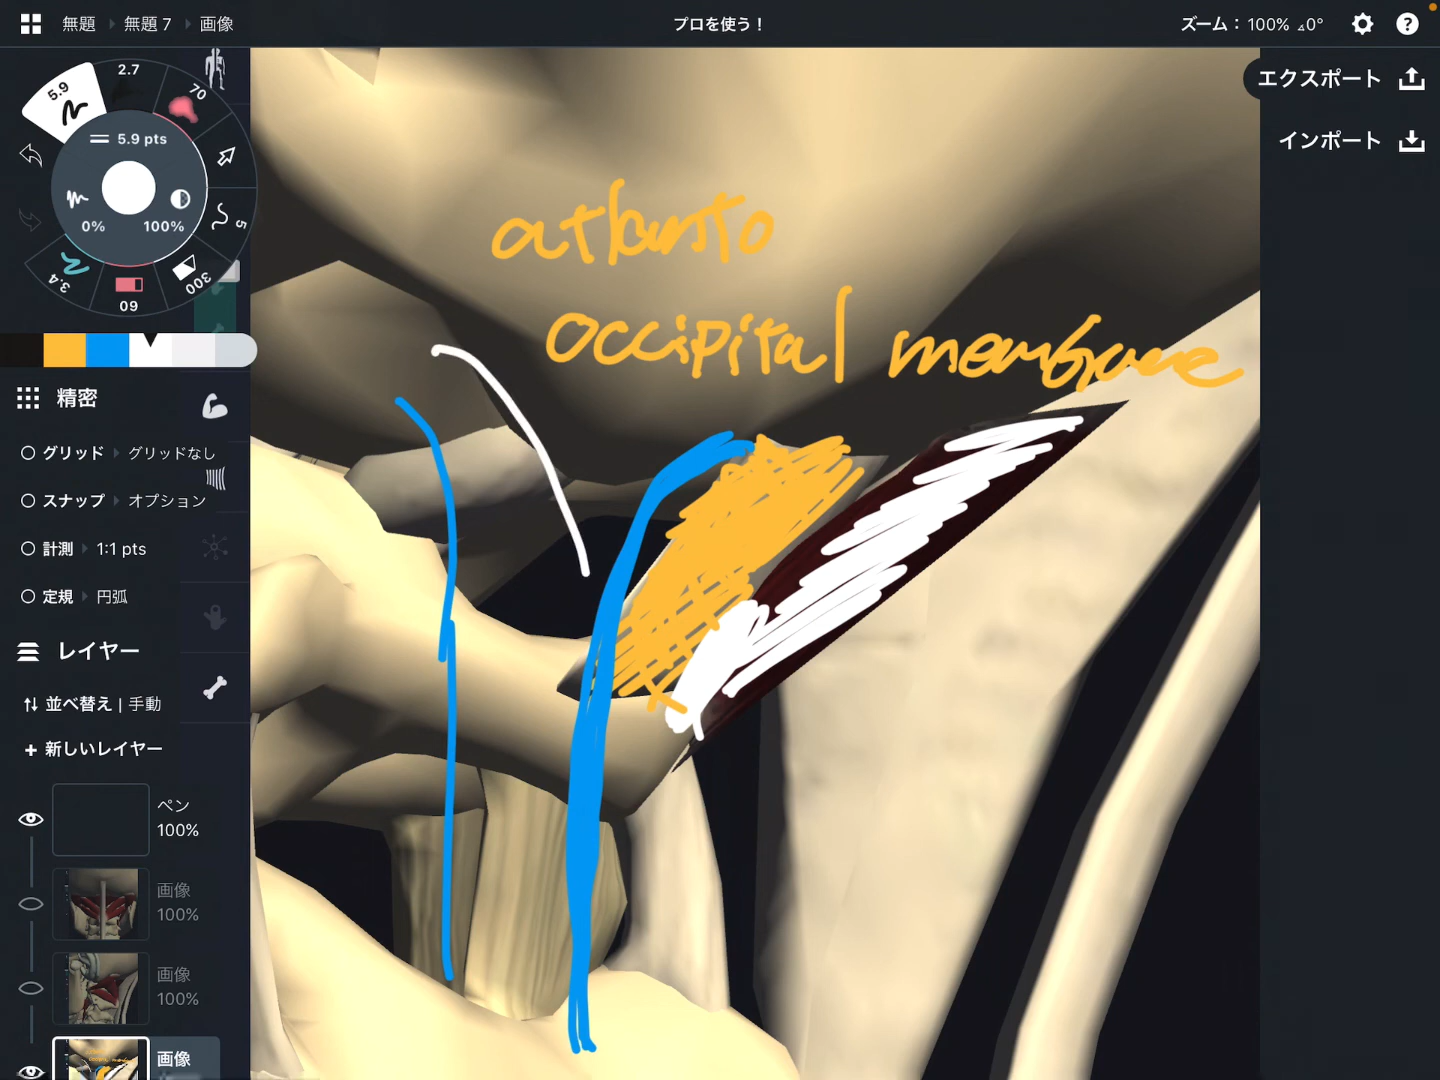 無題 無題 7 画像
プロを使う！
ズーム： 100% ⊿0°
エクスポート
インポート
5.9
2.7
70
5.9 pts
0%
100%
5
300
60
3.4
精密
グリッド グリッドなし
スナップ オプション
計測 1:1 pts
定規 円弧
レイヤー
並べ替え | 手動
+ 新しいレイヤー
ペン
100%
画像
100%
画像
100%
画像
atlanto
occipital membrane